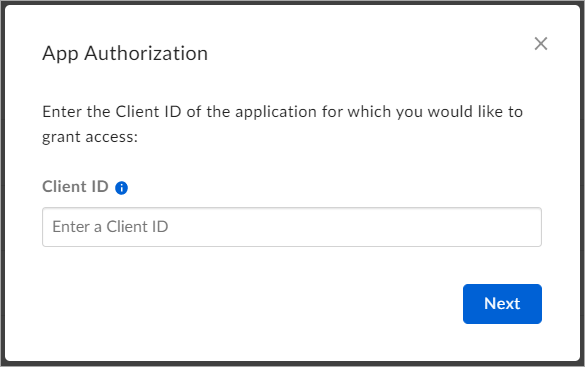 App Authorization
Enter the Client ID of the application for which you would like to
grant access:
Client ID
Enter a Client ID
Next